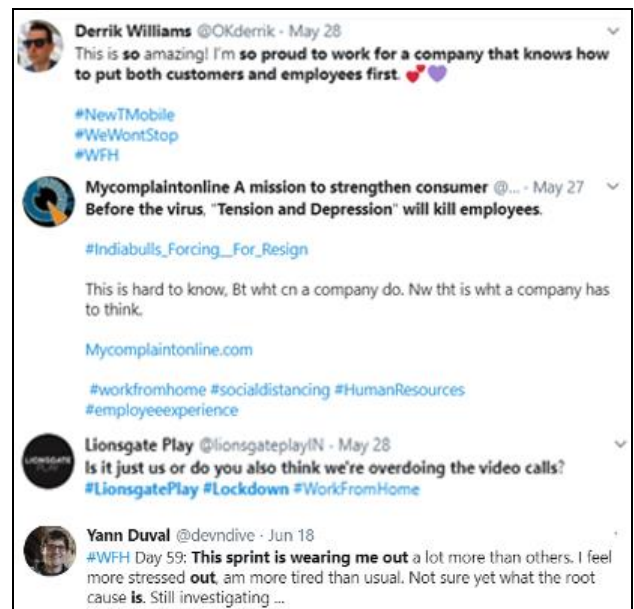 Derrik Williams @OKderrik · May 28
This is so amazing! I'm so proud to work for a company that knows how
to put both customers and employees first. 💕💜
#NewTMobile
#WeWontStop
#WFH
Mycomplaintonline A mission to strengthen consumer @... · May 27
Before the virus, "Tension and Depression" will kill employees.
#Indiabulls_Forcing__For_Resign
This is hard to know, Bt wht cn a company do. Nw tht is wht a company has
to think.
Mycomplaintonline.com
#workfromhome #socialdistancing #HumanResources
#employeeexperience
LIONSGATE
PLAY
Lionsgate Play @lionsgateplayIN · May 28
Is it just us or do you also think we're overdoing the video calls?
#LionsgatePlay #Lockdown #WorkFromHome
Yann Duval @devndive · Jun 18
#WFH Day 59: This sprint is wearing me out a lot more than others. I feel
more stressed out, am more tired than usual. Not sure yet what the root
cause is. Still investigating ...